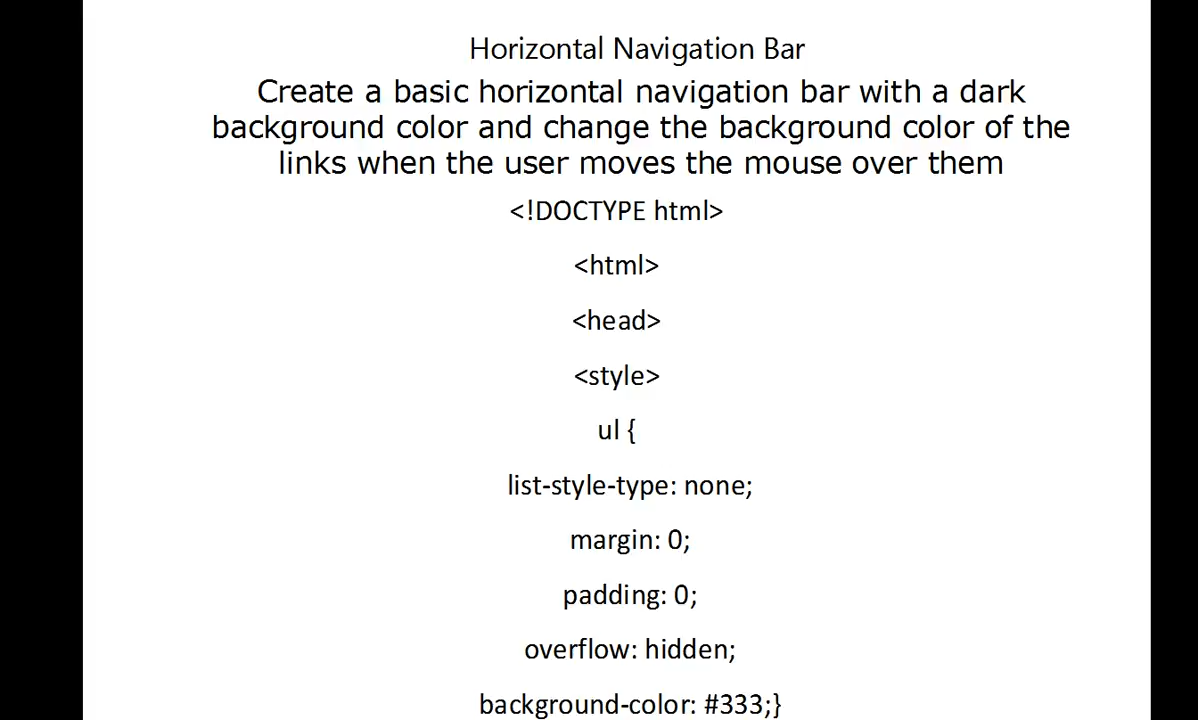 Horizontal Navigation Bar
Create a basic horizontal navigation bar with a dark
background color and change the background color of the
links when the user moves the mouse over them
<!DOCTYPE html>
<html>
<head>
<style>
ul {
list-style-type: none;
margin: 0;
padding: 0;
overflow: hidden;
background-color: #333;}